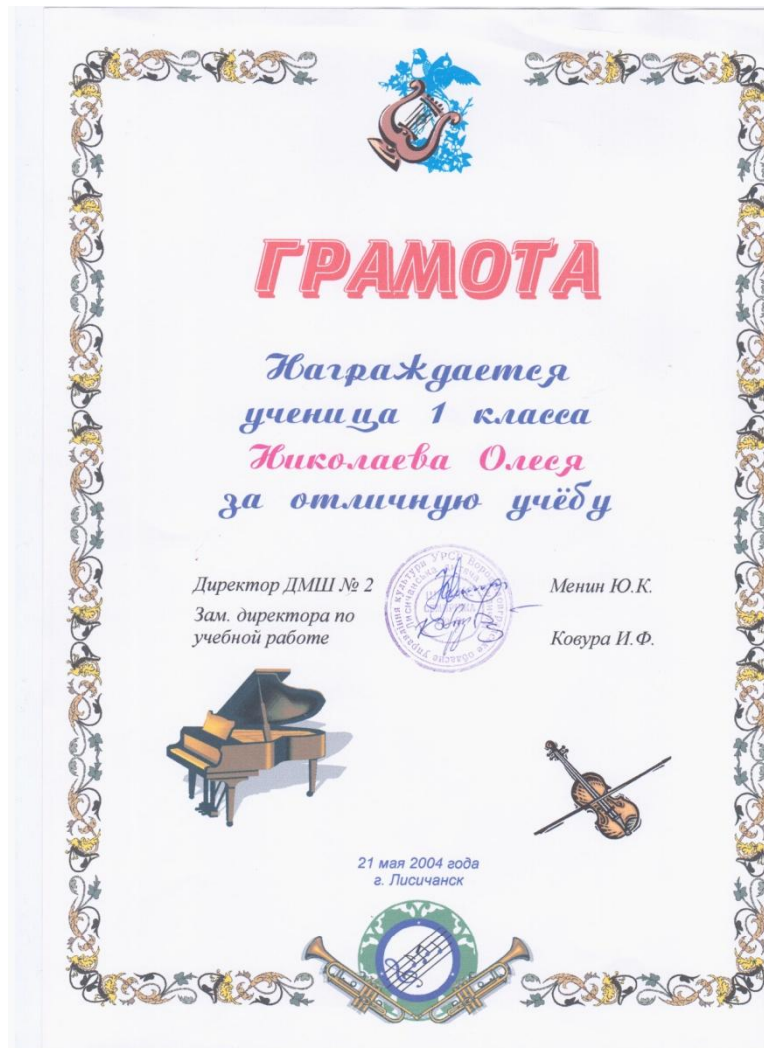 ГРАМОТА
Награждается
ученица 1 класса
Николаева Олеся
за отличную учёбу
Директор ДМШ № 2
Менин Ю.К.
Зам. директора по
учебной работе
Ковура И.Ф.
21 мая 2004 года
г. Лисичанск